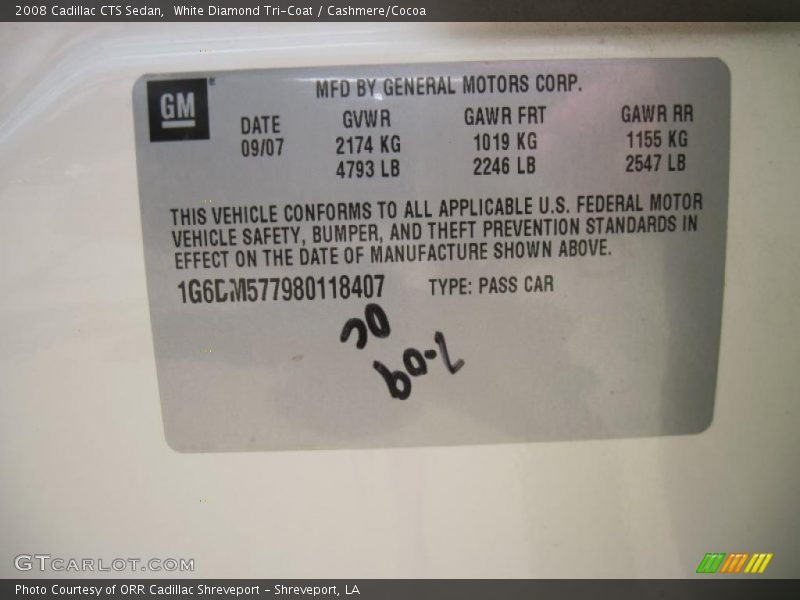 2008 Cadillac CTS Sedan, White Diamond Tri-Coat / Cashmere/Cocoa
GM
MFD BY GENERAL MOTORS CORP.
DATE GVWR GAWR FRT GAWR RR
09/07 2174 KG 1019 KG 1155 KG
4793 LB 2246 LB 2547 LB
THIS VEHICLE CONFORMS TO ALL APPLICABLE U.S. FEDERAL MOTOR
VEHICLE SAFETY, BUMPER, AND THEFT PREVENTION STANDARDS IN
EFFECT ON THE DATE OF MANUFACTURE SHOWN ABOVE.
1G6DM577980118407 TYPE: PASS CAR
GTCARLOT.COM
Photo Courtesy of ORR Cadillac Shreveport - Shreveport, LA